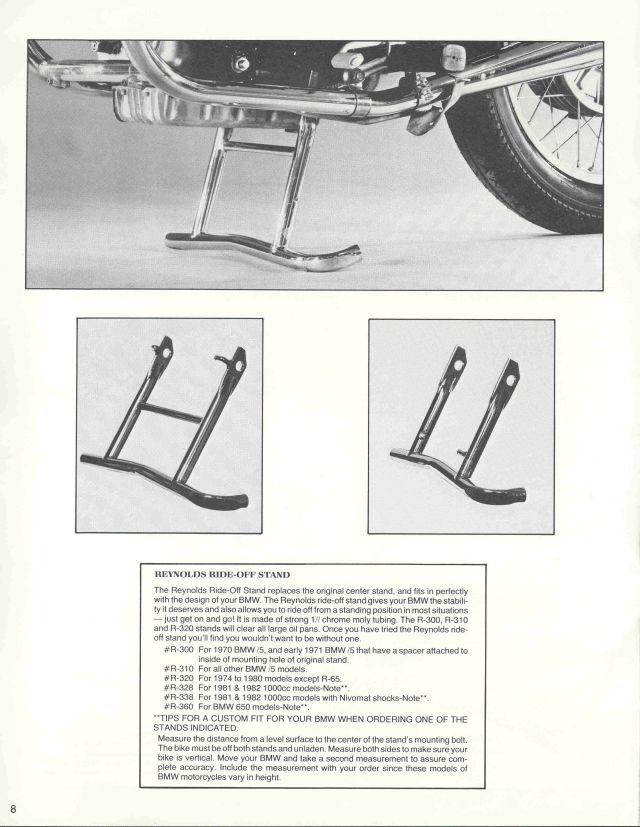 REYNOLDS RIDE-OFF STAND
The Reynolds Ride-Off Stand replaces the original center stand, and fits in perfectly
with the design of your BMW. The Reynolds ride-off stand gives your BMW the stabili-
ty it deserves and also allows you to ride off from a standing position in most situations
— just get on and go! It is made of strong 1// chrome moly tubing. The R-300, R-310
and R-320 stands will clear all large oil pans. Once you have tried the Reynolds ride-
off stand you'll find you wouldn't want to be without one.
#R-300 For 1970 BMW /5, and early 1971 BMW /5 that have a spacer attached to
inside of mounting hole of original stand.
#R-310 For all other BMW /5 models.
#R-320 For 1974 to 1980 models except R-65.
#R-328 For 1981 & 1982 1000cc models-Note**.
#R-338 For 1981 & 1982 1000cc models with Nivomat shocks-Note**.
#R-360 For BMW 650 models-Note**.
**TIPS FOR A CUSTOM FIT FOR YOUR BMW WHEN ORDERING ONE OF THE
STANDS INDICATED.
Measure the distance from a level surface to the center of the stand's mounting bolt.
The bike must be off both stands and unladen. Measure both sides to make sure your
bike is vertical. Move your BMW and take a second measurement to assure com-
plete accuracy. Include the measurement with your order since these models of
BMW motorcycles vary in height.
8